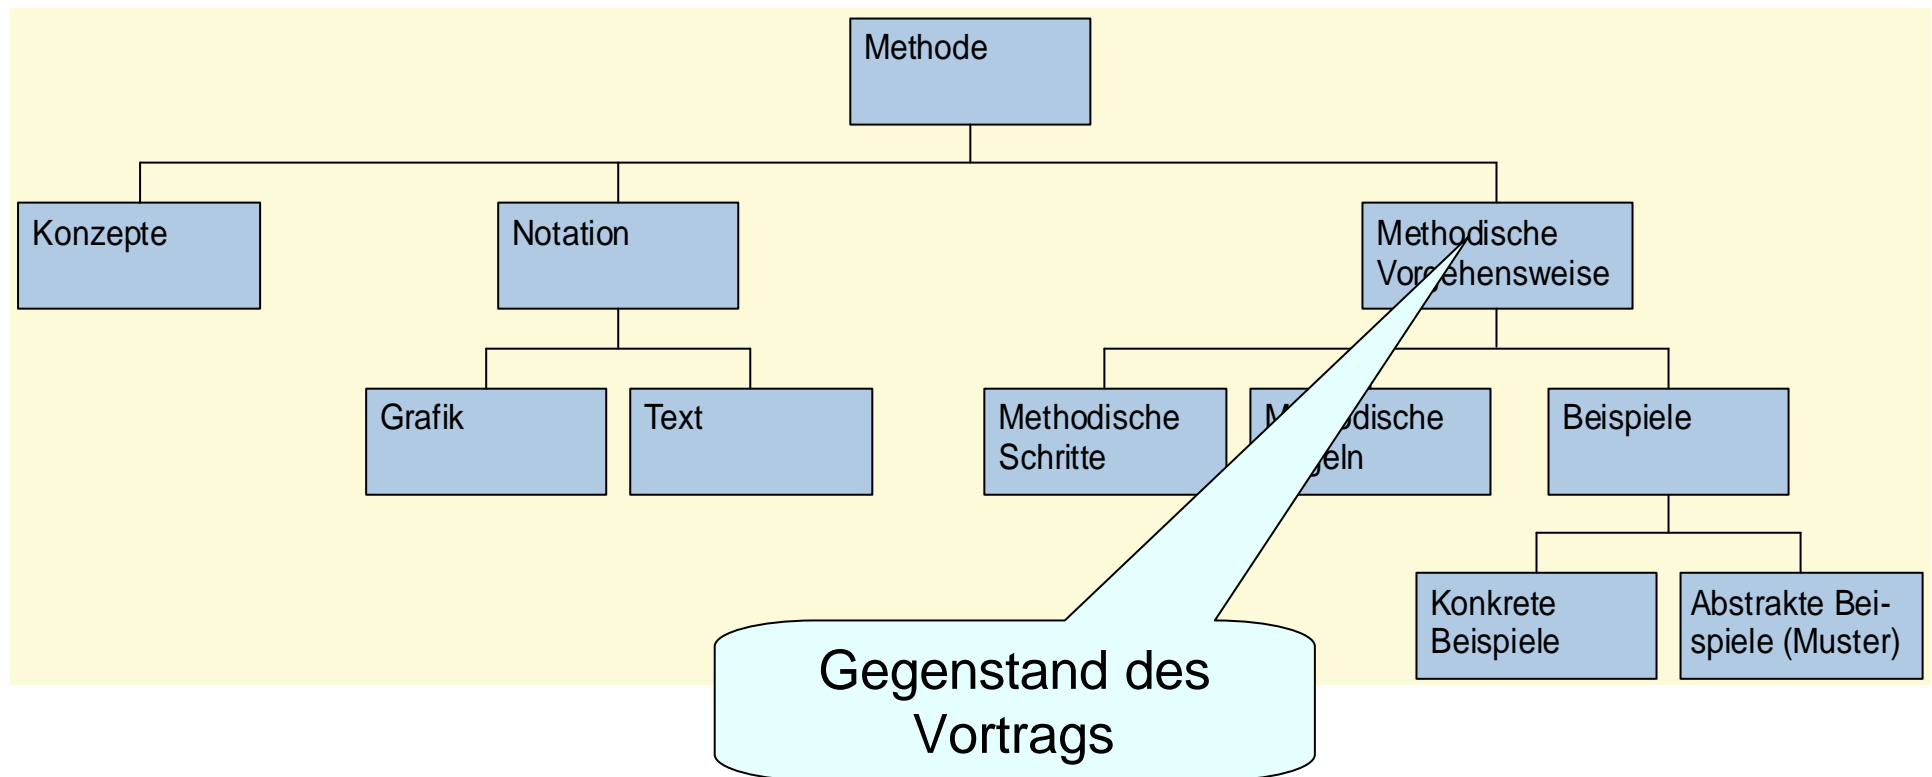 Methode
Konzepte
Notation
Methodische
Vorgehensweise
Grafik
Text
Methodische
Schritte
Methodische
Beispiele
Konkrete
Beispiele
Abstrakte Bei-
spiele (Muster)
Gegenstand des
Vortrags